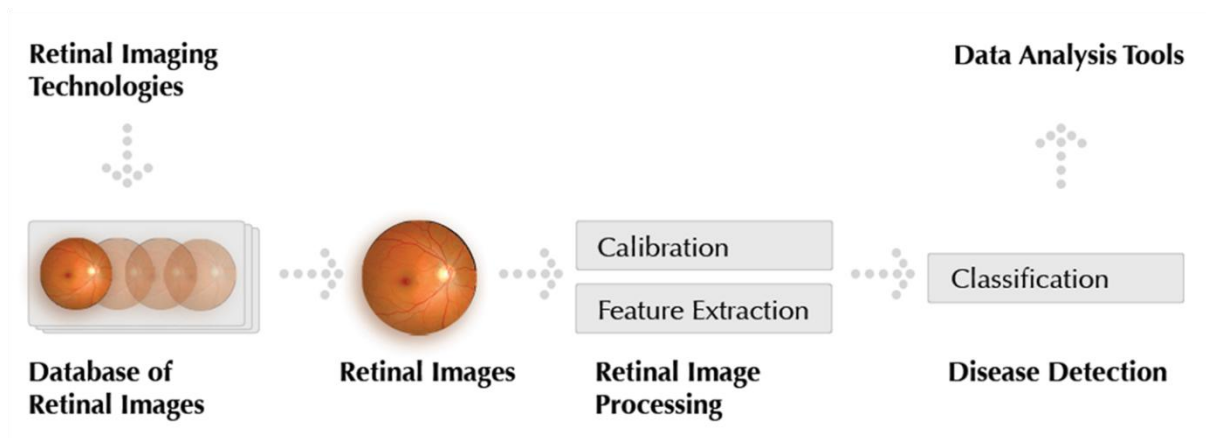 Retinal Imaging
Technologies
Data Analysis Tools
Calibration
Feature Extraction
Classification
Database of
Retinal Images
Retinal Images
Retinal Image
Processing
Disease Detection